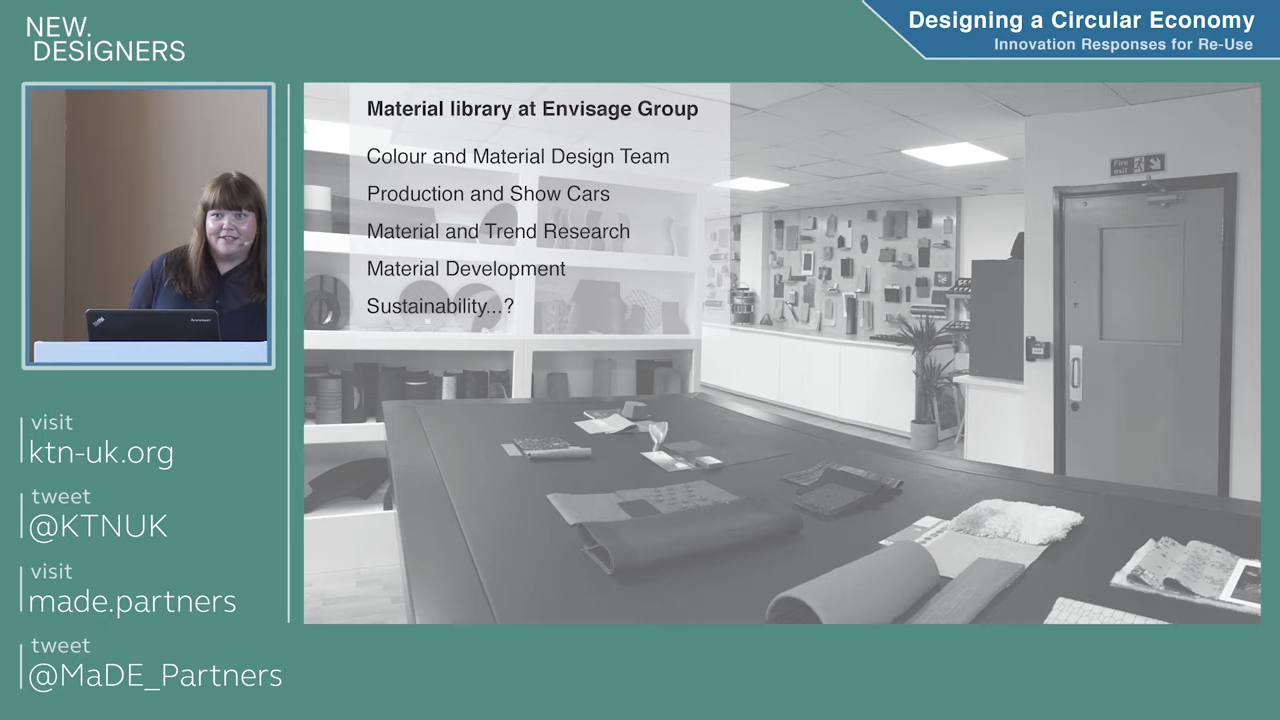 NEW.
DESIGNERS
Designing a Circular Economy
Innovation Responses for Re-Use
Material library at Envisage Group
Colour and Material Design Team
Production and Show Cars
Material and Trend Research
Material Development
Sustainability...?
Fire
exit
visit
ktn-uk.org
tweet
@KTNUK
visit
made.partners
tweet
@MaDE_Partners